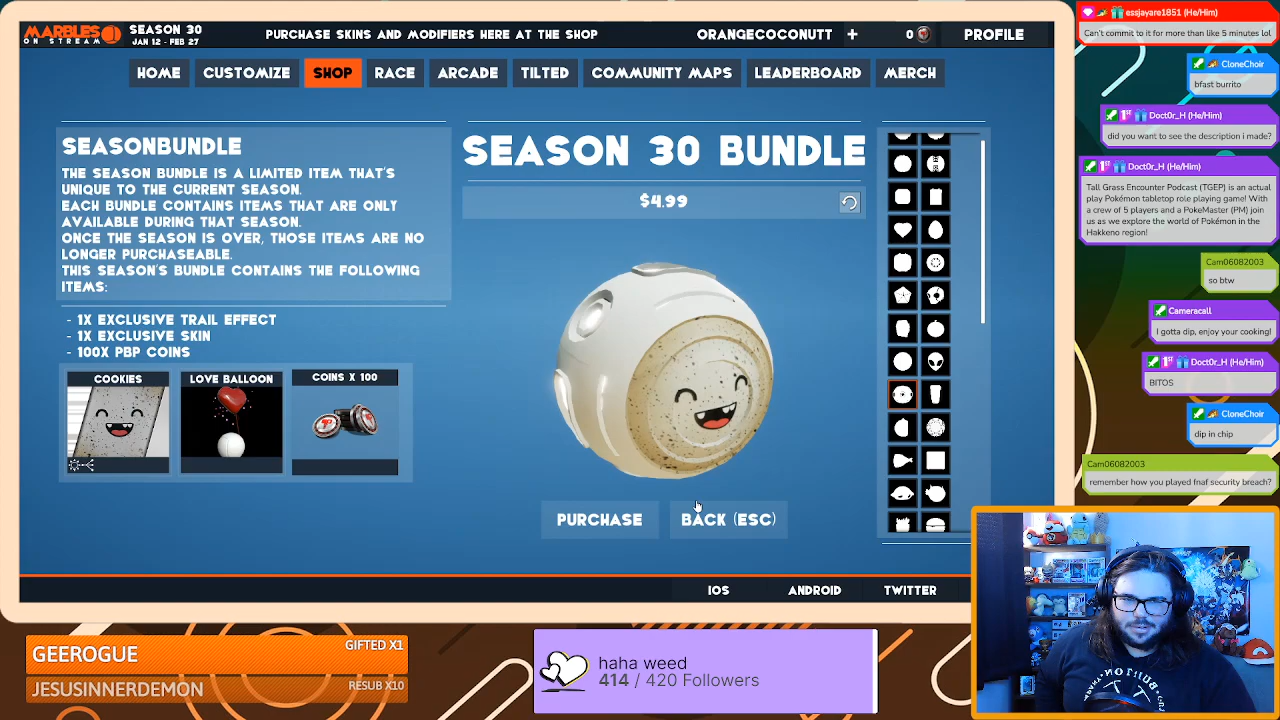 MARBLES
ON STREAM
SEASON 30
JAN 12 - FEB 27
PURCHASE SKINS AND MODIFIERS HERE AT THE SHOP
ORANGECOCONUTT +
0
PROFILE
HOME
CUSTOMIZE
SHOP
RACE
ARCADE
TILTED
COMMUNITY MAPS
LEADERBOARD
MERCH
SEASONBUNDLE
THE SEASON BUNDLE IS A LIMITED ITEM THAT'S
UNIQUE TO THE CURRENT SEASON.
EACH BUNDLE CONTAINS ITEMS THAT ARE ONLY
AVAILABLE DURING THAT SEASON.
ONCE THE SEASON IS OVER, THOSE ITEMS ARE NO
LONGER PURCHASEABLE.
THIS SEASON'S BUNDLE CONTAINS THE FOLLOWING
ITEMS:
- 1X EXCLUSIVE TRAIL EFFECT
- 1X EXCLUSIVE SKIN
- 100X PBP COINS
COOKIES
LOVE BALLOON
COINS X 100
SEASON 30 BUNDLE
$4.99
PURCHASE
BACK (ESC)
IOS
ANDROID
TWITTER
essjayare1851 (He/Him)
Can't commit to it for more than like 5 minutes lol
CloneChoir
bfast burrito
Doct0r_H (He/Him)
did you want to see the description i made?
Doct0r_H (He/Him)
Tall Grass Encounter Podcast (TGEP) is an actual
play Pokémon tabletop role playing game! With
a crew of 5 players and a PokeMaster (PM) join
us as we explore the world of Pokémon in the
Hakkeno region!
Cam06082003
so btw
Cameracall
I gotta dip, enjoy your cooking!
Doct0r_H (He/Him)
BITOS
CloneChoir
dip in chip
Cam06082003
remember how you played fnaf security breach?
GEEROGUE
GIFTED X1
JESUSINNERDEMON
RESUB X10
haha weed
414 / 420 Followers